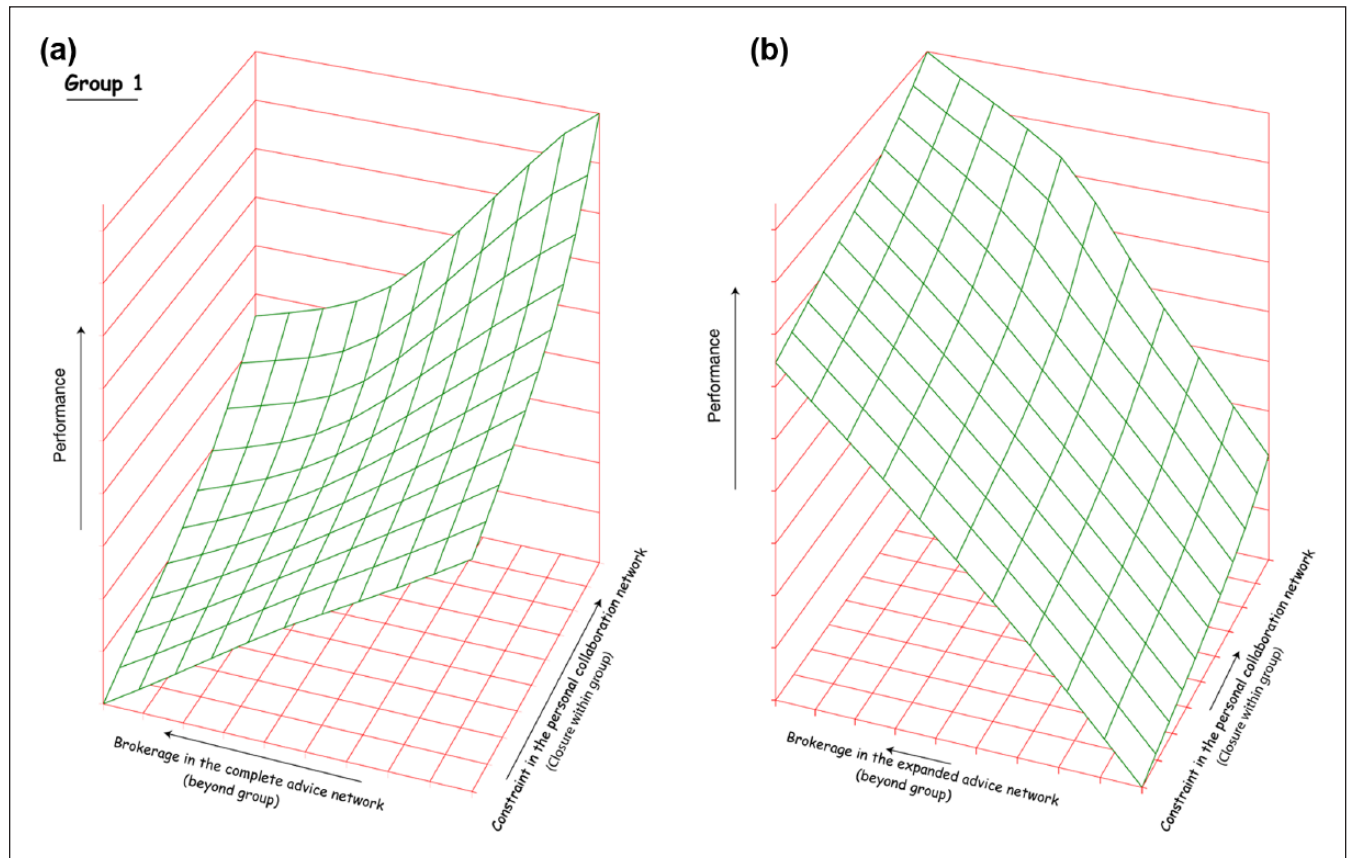 (a)
Group 1
Performance
Brokerage in the complete advice network
(beyond group)
Constraint in the personal collaboration network
(Closure within group)
(b)
Performance
Brokerage in the expanded advice network
(beyond group)
Constraint in the personal collaboration network
(Closure within group)